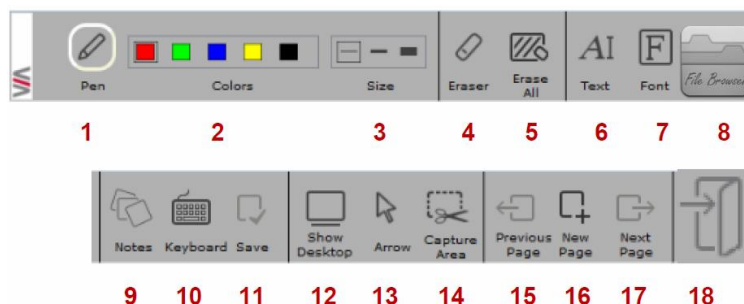 Pen Colors Size Eraser Erase All Text Font File Browser
1 2 3 4 5 6 7 8
Notes Keyboard Save Show Desktop Arrow Capture Area Previous Page New Page Next Page
9 10 11 12 13 14 15 16 17 18